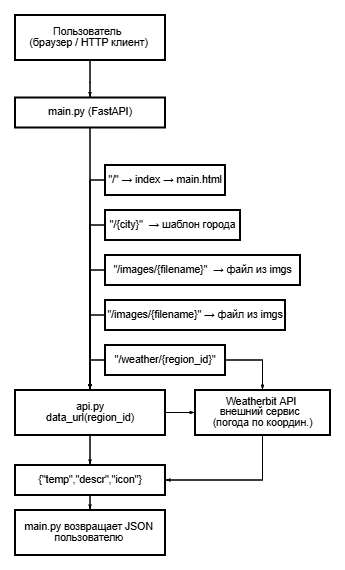 Пользователь
(браузер / HTTP клиент)
main.py (FastAPI)
"/" → index → main.html
"/{city}" → шаблон города
"/images/{filename}" → файл из imgs
"/images/{filename}" → файл из imgs
"/weather/{region_id}"
api.py
data_url(region_id)
Weatherbit API
внешний сервис
(погода по координ.)
{"temp","descr","icon"}
main.py возвращает JSON
пользователю